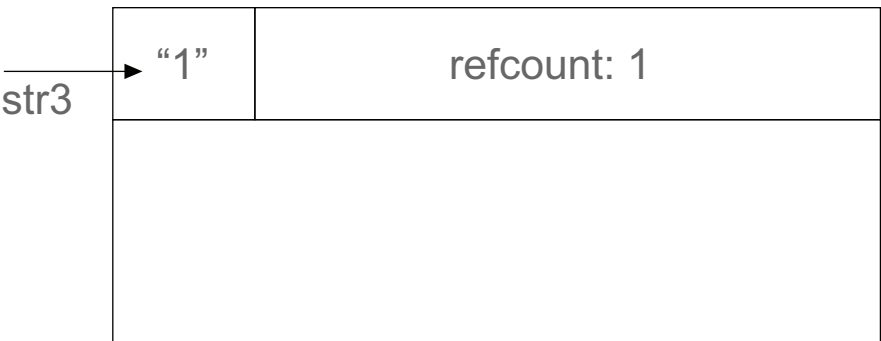 “1”
refcount: 1
str3